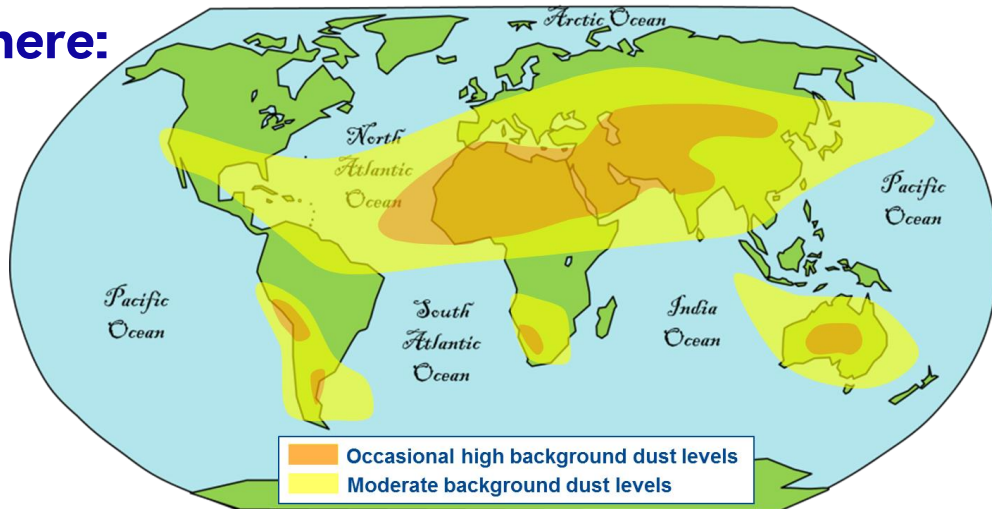 here:
Arctic Ocean
North
Atlantic
Ocean
Pacific
Ocean
Pacific
Ocean
South
Atlantic
Ocean
India
Ocean
Occasional high background dust levels
Moderate background dust levels